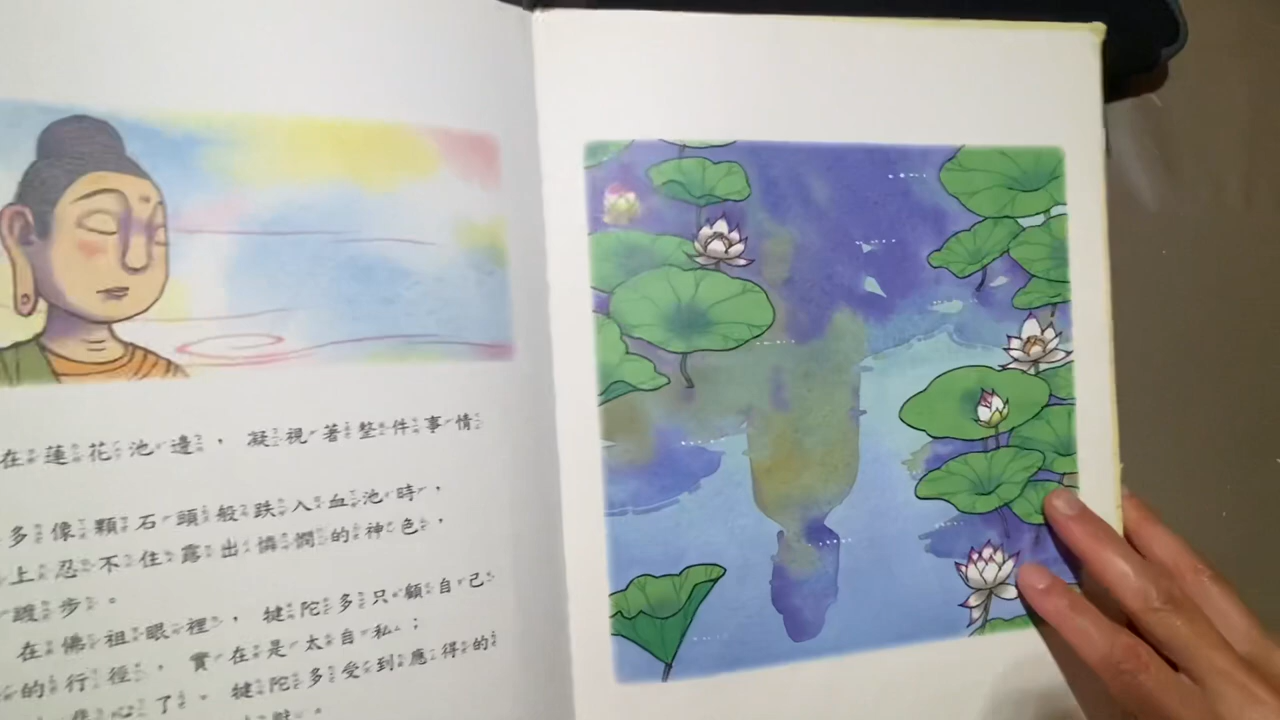 在蓮花池邊，凝視著整件事情
多像顆石頭般跌入血池時，
上忍不住露出憐憫的神色，
踱步。
在佛祖眼裡，犍陀多只顧自己
的行徑，實在是太自私；
了。犍陀多受到應得的
。